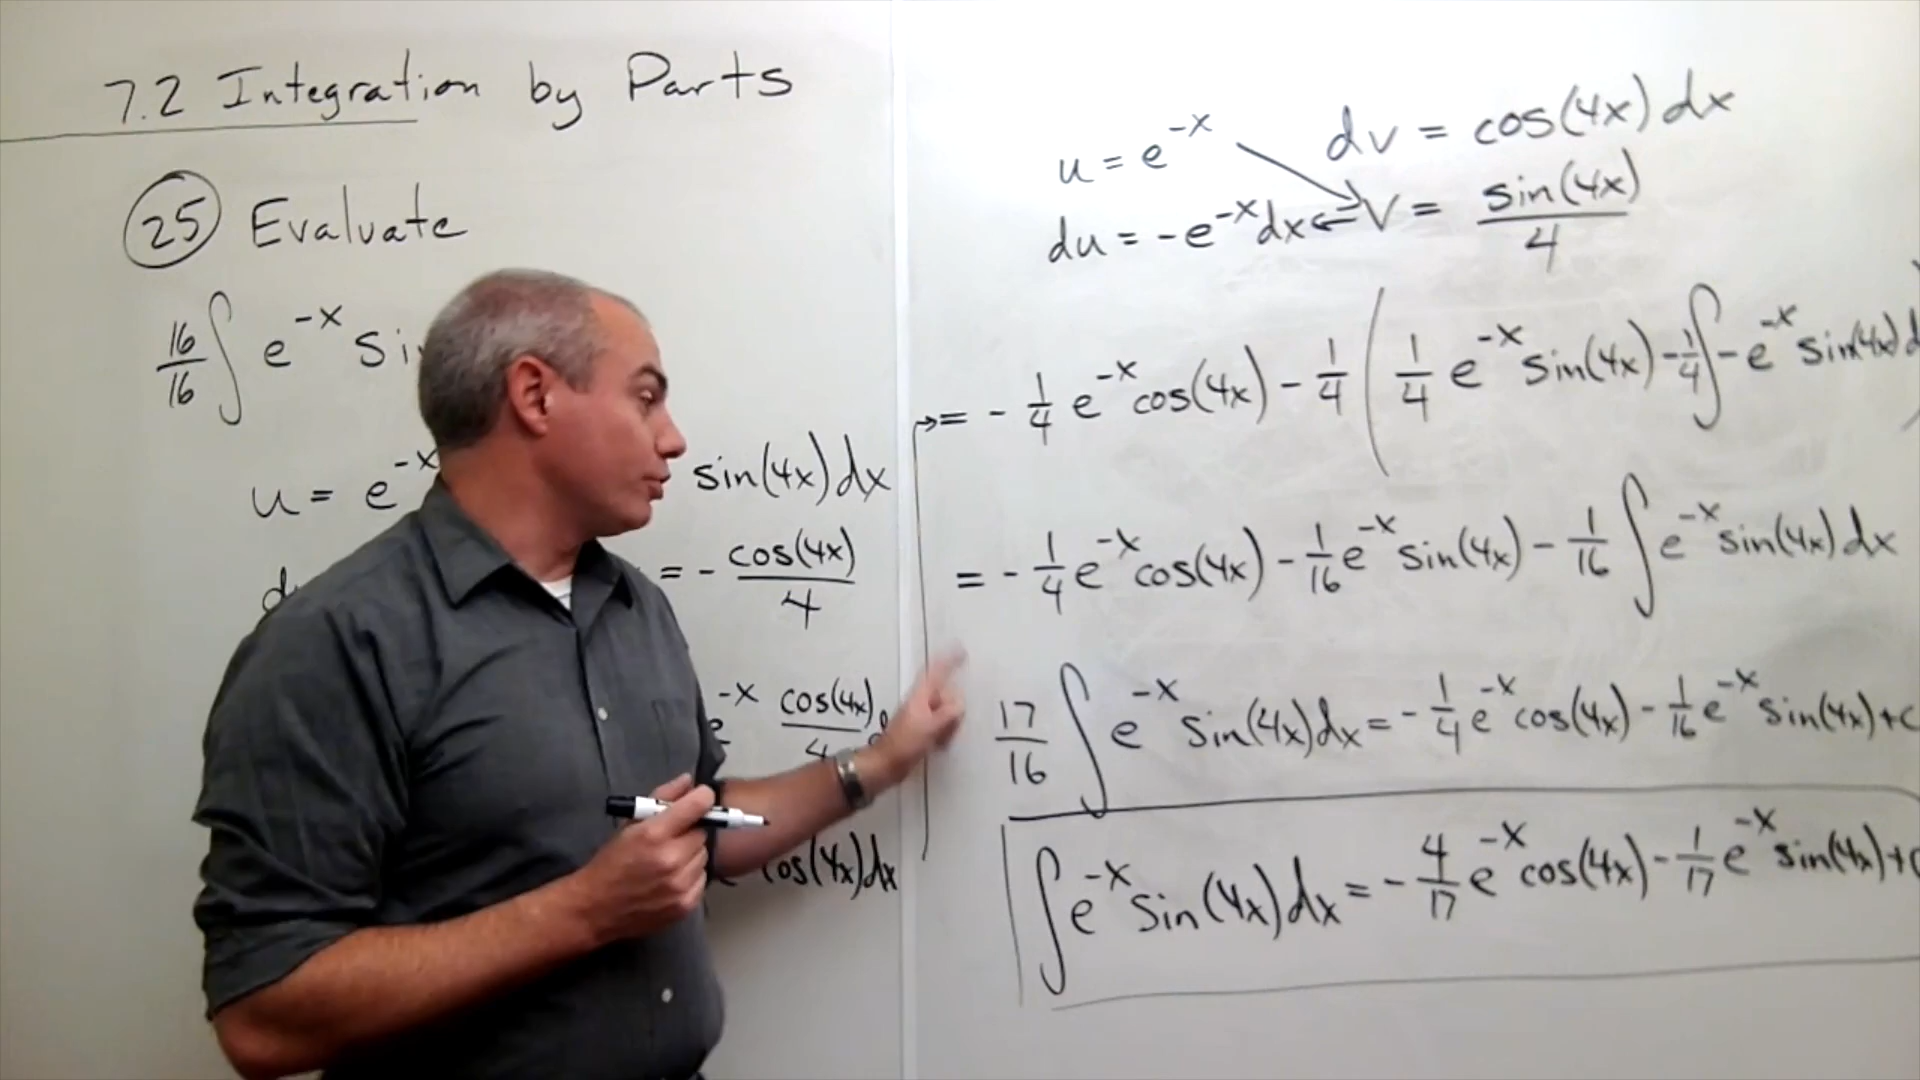 7.2 Integration by Parts
25 Evaluate
16/16 ∫ e^-x si
u = e^-x sin(4x) dx
d = - cos(4x)/4
e^-x cos(4x)/4 d
cos(4x) dx
u = e^-x dv = cos(4x) dx
du = -e^-x dx v = sin(4x)/4
= - 1/4 e^-x cos(4x) - 1/4 ( 1/4 e^-x sin(4x) - 1/4 ∫ - e^-x sin(4x) d
= - 1/4 e^-x cos(4x) - 1/16 e^-x sin(4x) - 1/16 ∫ e^-x sin(4x) dx
17/16 ∫ e^-x sin(4x) dx = - 1/4 e^-x cos(4x) - 1/16 e^-x sin(4x) + c
∫ e^-x sin(4x) dx = - 4/17 e^-x cos(4x) - 1/17 e^-x sin(4x) + C